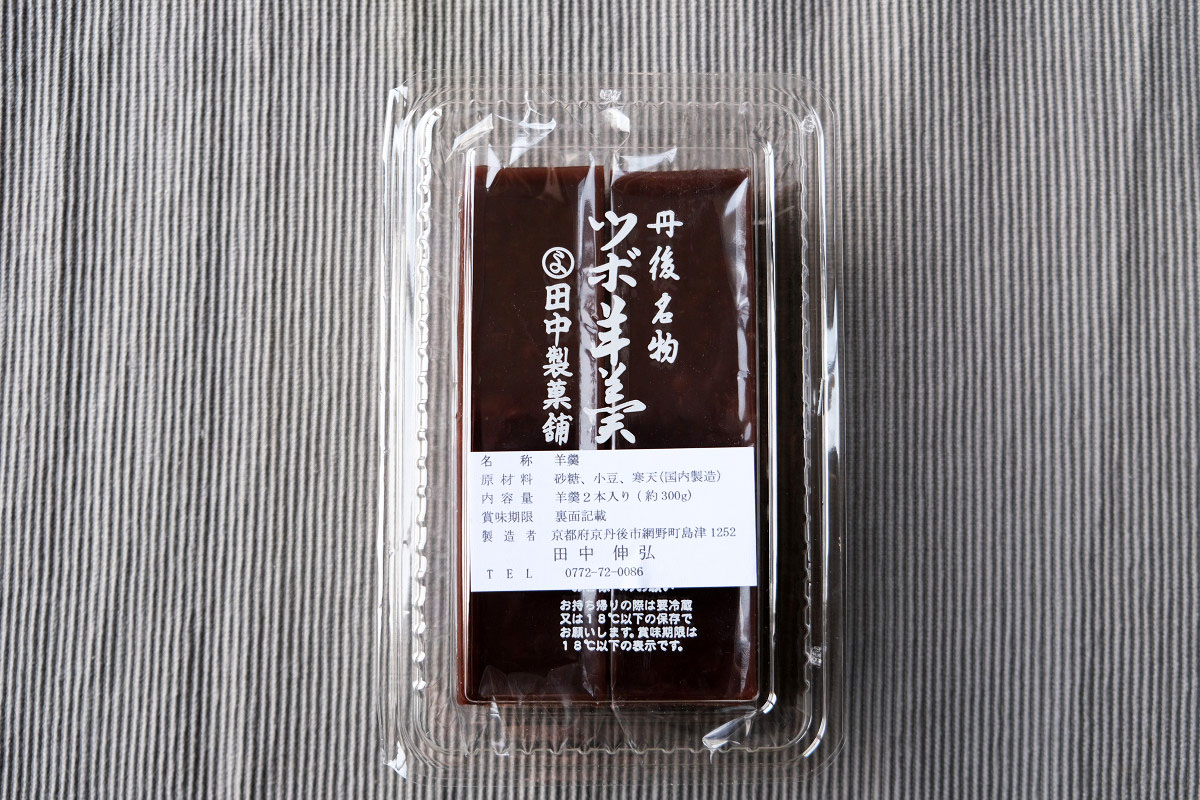 丹後名物
ツボ羊羹
よ田中製菓舗
名称 羊羹
原材料 砂糖、小豆、寒天(国内製造)
内容量 羊羹2本入り(約300g)
賞味期限 裏面記載
製造者 京都府京丹後市網野町島津1252
田中 伸弘
TEL 0772-72-0086
お持ち帰りの際は要冷蔵
又は18℃以下の保存で
お願いします。賞味期限は
18℃以下の表示です。